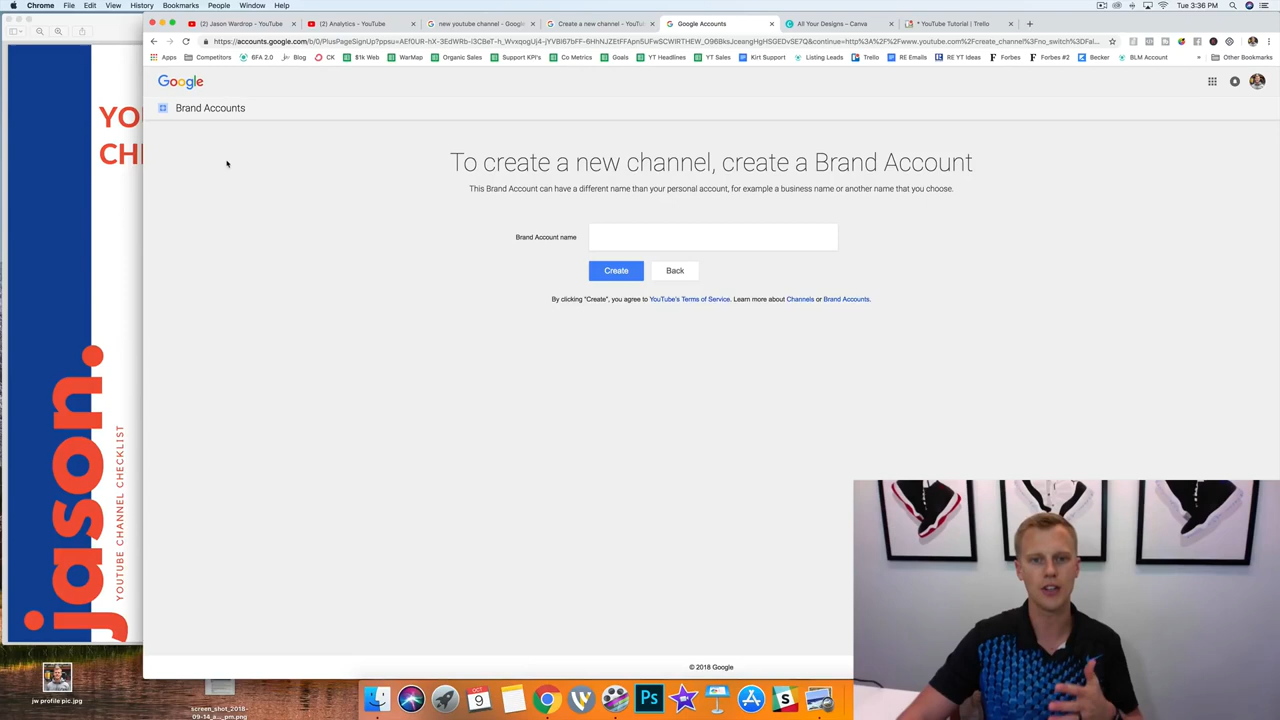 Chrome File Edit View History Bookmarks People Window Help
Tue 3:36 PM
(2) Jason Wardrop - YouTube
(2) Analytics - YouTube
new youtube channel - Google
Create a new channel - YouTu
Google Accounts
All Your Designs – Canva
* YouTube Tutorial | Trello
Apps Competitors 6FA 2.0 Blog CK $1k Web WarMap Organic Sales Support KPI's Co Metrics Goals YT Headlines YT Sales Kirt Support Listing Leads Trello RE Emails RE YT Ideas Forbes Forbes #2 Becker BLM Account » Other Bookmarks
Google
Brand Accounts
To create a new channel, create a Brand Account
This Brand Account can have a different name than your personal account, for example a business name or another name that you choose.
Brand Account name
Create Back
By clicking "Create", you agree to YouTube's Terms of Service. Learn more about Channels or Brand Accounts.
© 2018 Google
jason.
YOUTUBE CHANNEL CHECKLIST
jw profile pic.jpg
screen_shot_2018-
OCT
9
Ps
S